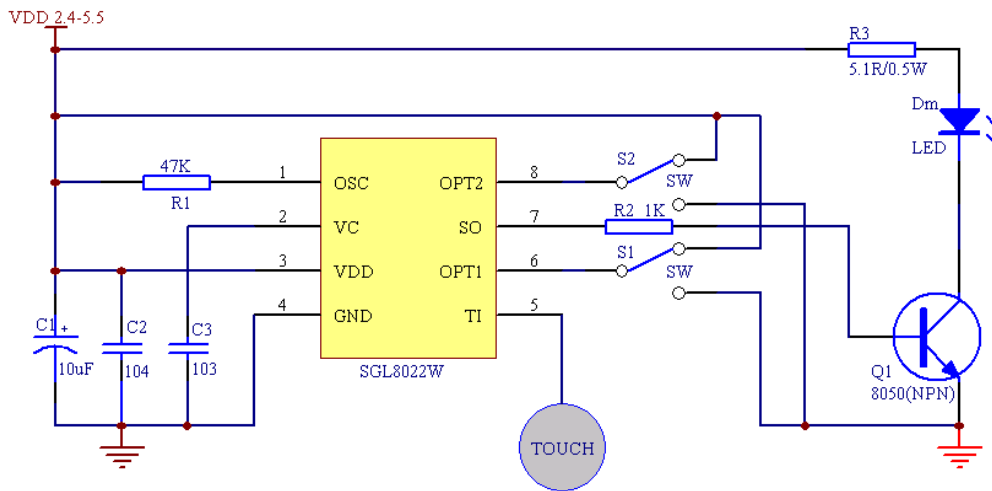 VDD 2.4-5.5
R3
5.1R/0.5W
Dm
LED
47K
R1
1
2
3
4
OSC
VC
VDD
GND
OPT2
SO
OPT1
TI
8
7
6
5
SGL8022W
S2
SW
R2 1K
S1
SW
C1 +
10uF
C2
104
C3
103
Q1
8050(NPN)
TOUCH